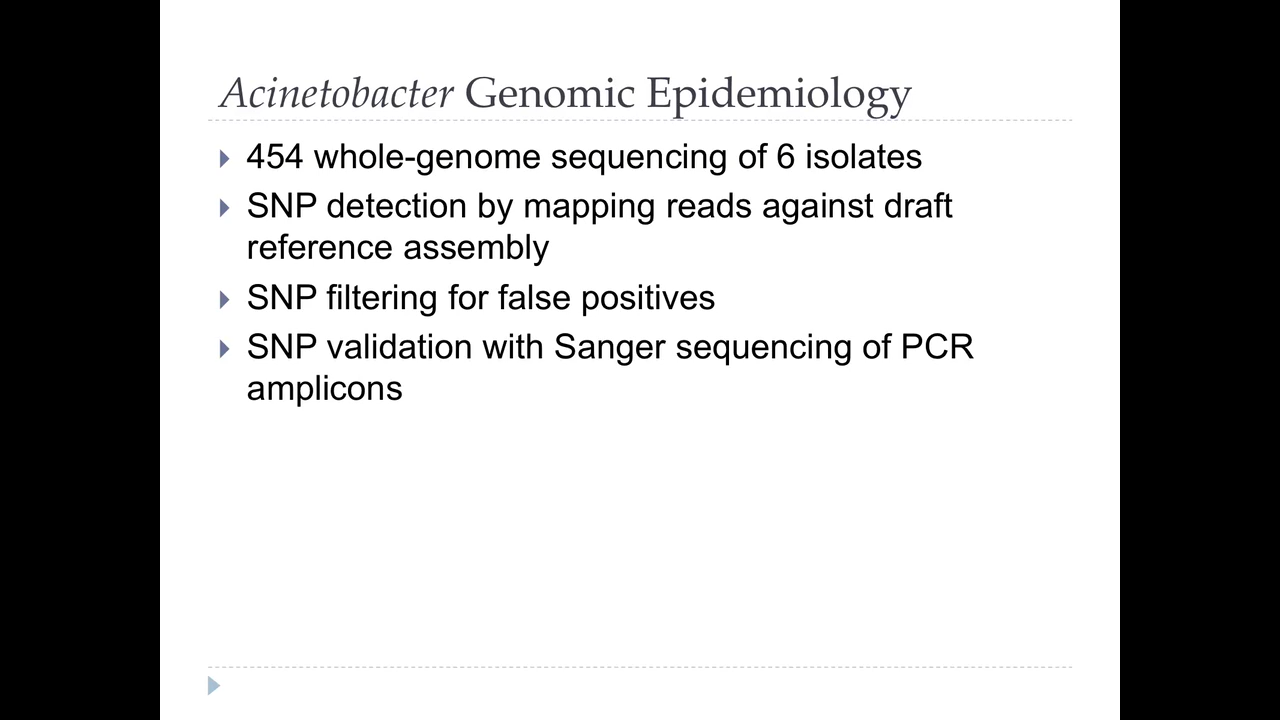 Acinetobacter Genomic Epidemiology
454 whole-genome sequencing of 6 isolates
SNP detection by mapping reads against draft
reference assembly
SNP filtering for false positives
SNP validation with Sanger sequencing of PCR
amplicons